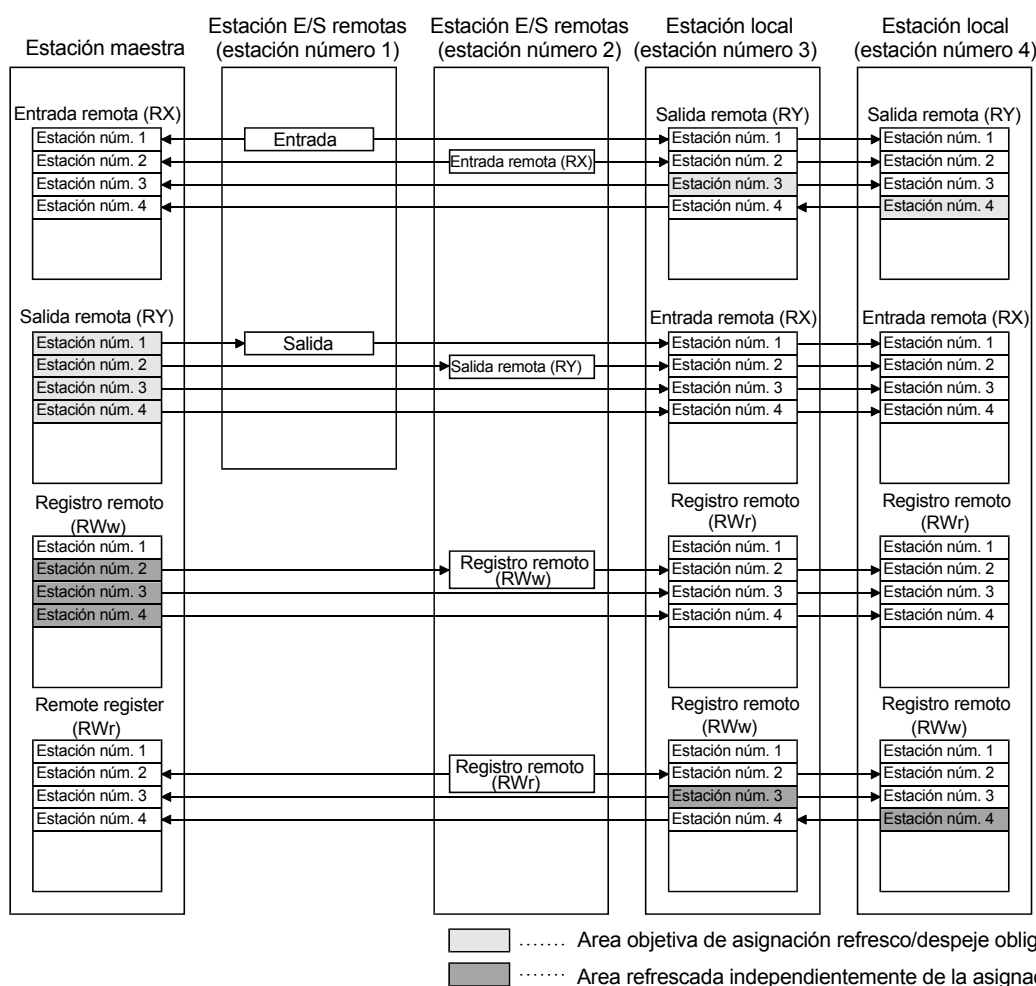 Estación maestra
Estación E/S remotas
(estación número 1)
Estación E/S remotas
(estación número 2)
Estación local
(estación número 3)
Estación local
(estación número 4)
Entrada remota (RX)
Estación núm. 1
Estación núm. 2
Estación núm. 3
Estación núm. 4
Entrada
Entrada remota (RX)
Salida remota (RY)
Estación núm. 1
Estación núm. 2
Estación núm. 3
Estación núm. 4
Salida remota (RY)
Estación núm. 1
Estación núm. 2
Estación núm. 3
Estación núm. 4
Salida remota (RY)
Estación núm. 1
Estación núm. 2
Estación núm. 3
Estación núm. 4
Salida
Salida remota (RY)
Entrada remota (RX)
Estación núm. 1
Estación núm. 2
Estación núm. 3
Estación núm. 4
Entrada remota (RX)
Estación núm. 1
Estación núm. 2
Estación núm. 3
Estación núm. 4
Registro remoto
(RWw)
Estación núm. 1
Estación núm. 2
Estación núm. 3
Estación núm. 4
Registro remoto
(RWw)
Registro remoto
(RWr)
Estación núm. 1
Estación núm. 2
Estación núm. 3
Estación núm. 4
Registro remoto
(RWr)
Estación núm. 1
Estación núm. 2
Estación núm. 3
Estación núm. 4
Remote register
(RWr)
Estación núm. 1
Estación núm. 2
Estación núm. 3
Estación núm. 4
Registro remoto
(RWr)
Registro remoto
(RWw)
Estación núm. 1
Estación núm. 2
Estación núm. 3
Estación núm. 4
Registro remoto
(RWw)
Estación núm. 1
Estación núm. 2
Estación núm. 3
Estación núm. 4
....... Area objetiva de asignación refresco/despeje oblig
....... Area refrescada independientemente de la asignac